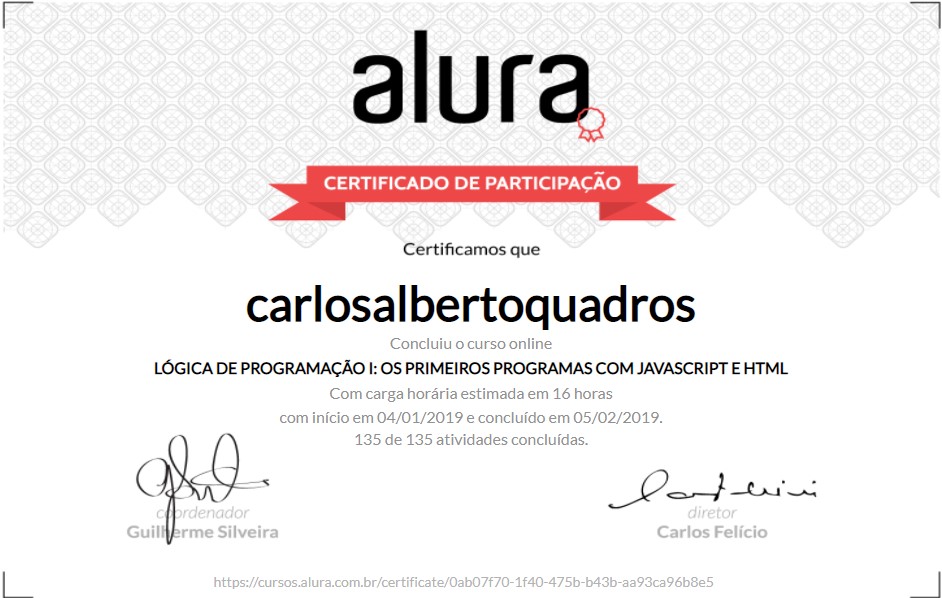 alura
CERTIFICADO DE PARTICIPAÇÃO
Certificamos que
carlosalbertoquadros
Concluiu o curso online
LÓGICA DE PROGRAMAÇÃO I: OS PRIMEIROS PROGRAMAS COM JAVASCRIPT E HTML
Com carga horária estimada em 16 horas
com início em 04/01/2019 e concluído em 05/02/2019.
135 de 135 atividades concluídas.
coordenador
Guilherme Silveira
diretor
Carlos Felício
https://cursos.alura.com.br/certificate/0ab07f70-1f40-475b-b43b-aa93ca96b8e5